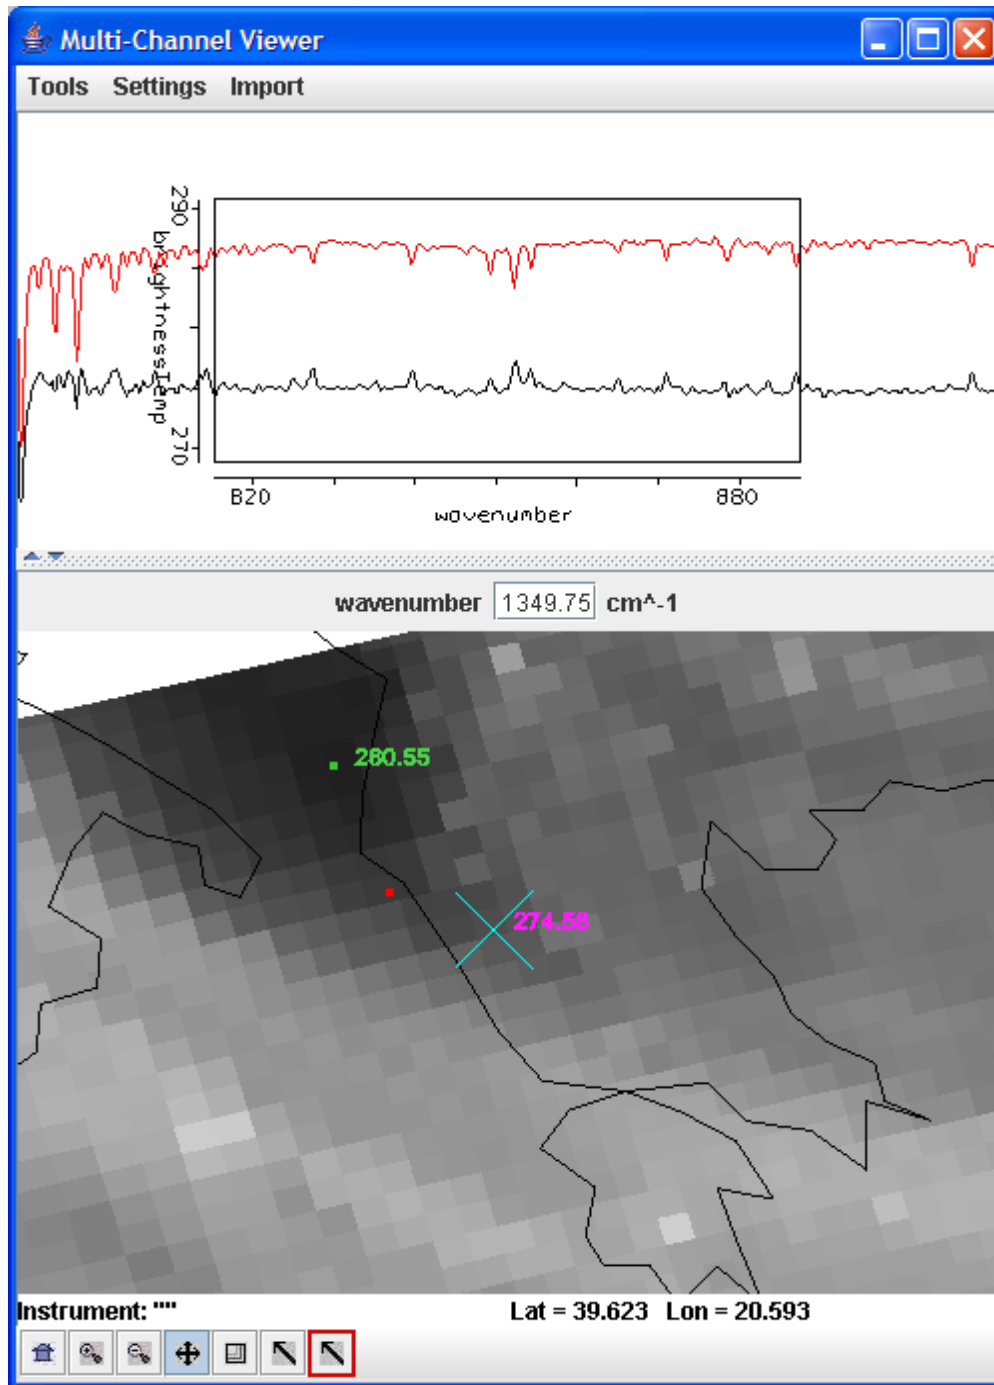 Multi-Channel Viewer
Tools Settings Import
290
brightnessTemp
270
820 880
wavenumber
wavenumber 1349.75 cm^-1
280.55
274.58
Instrument: "" Lat = 39.623 Lon = 20.593